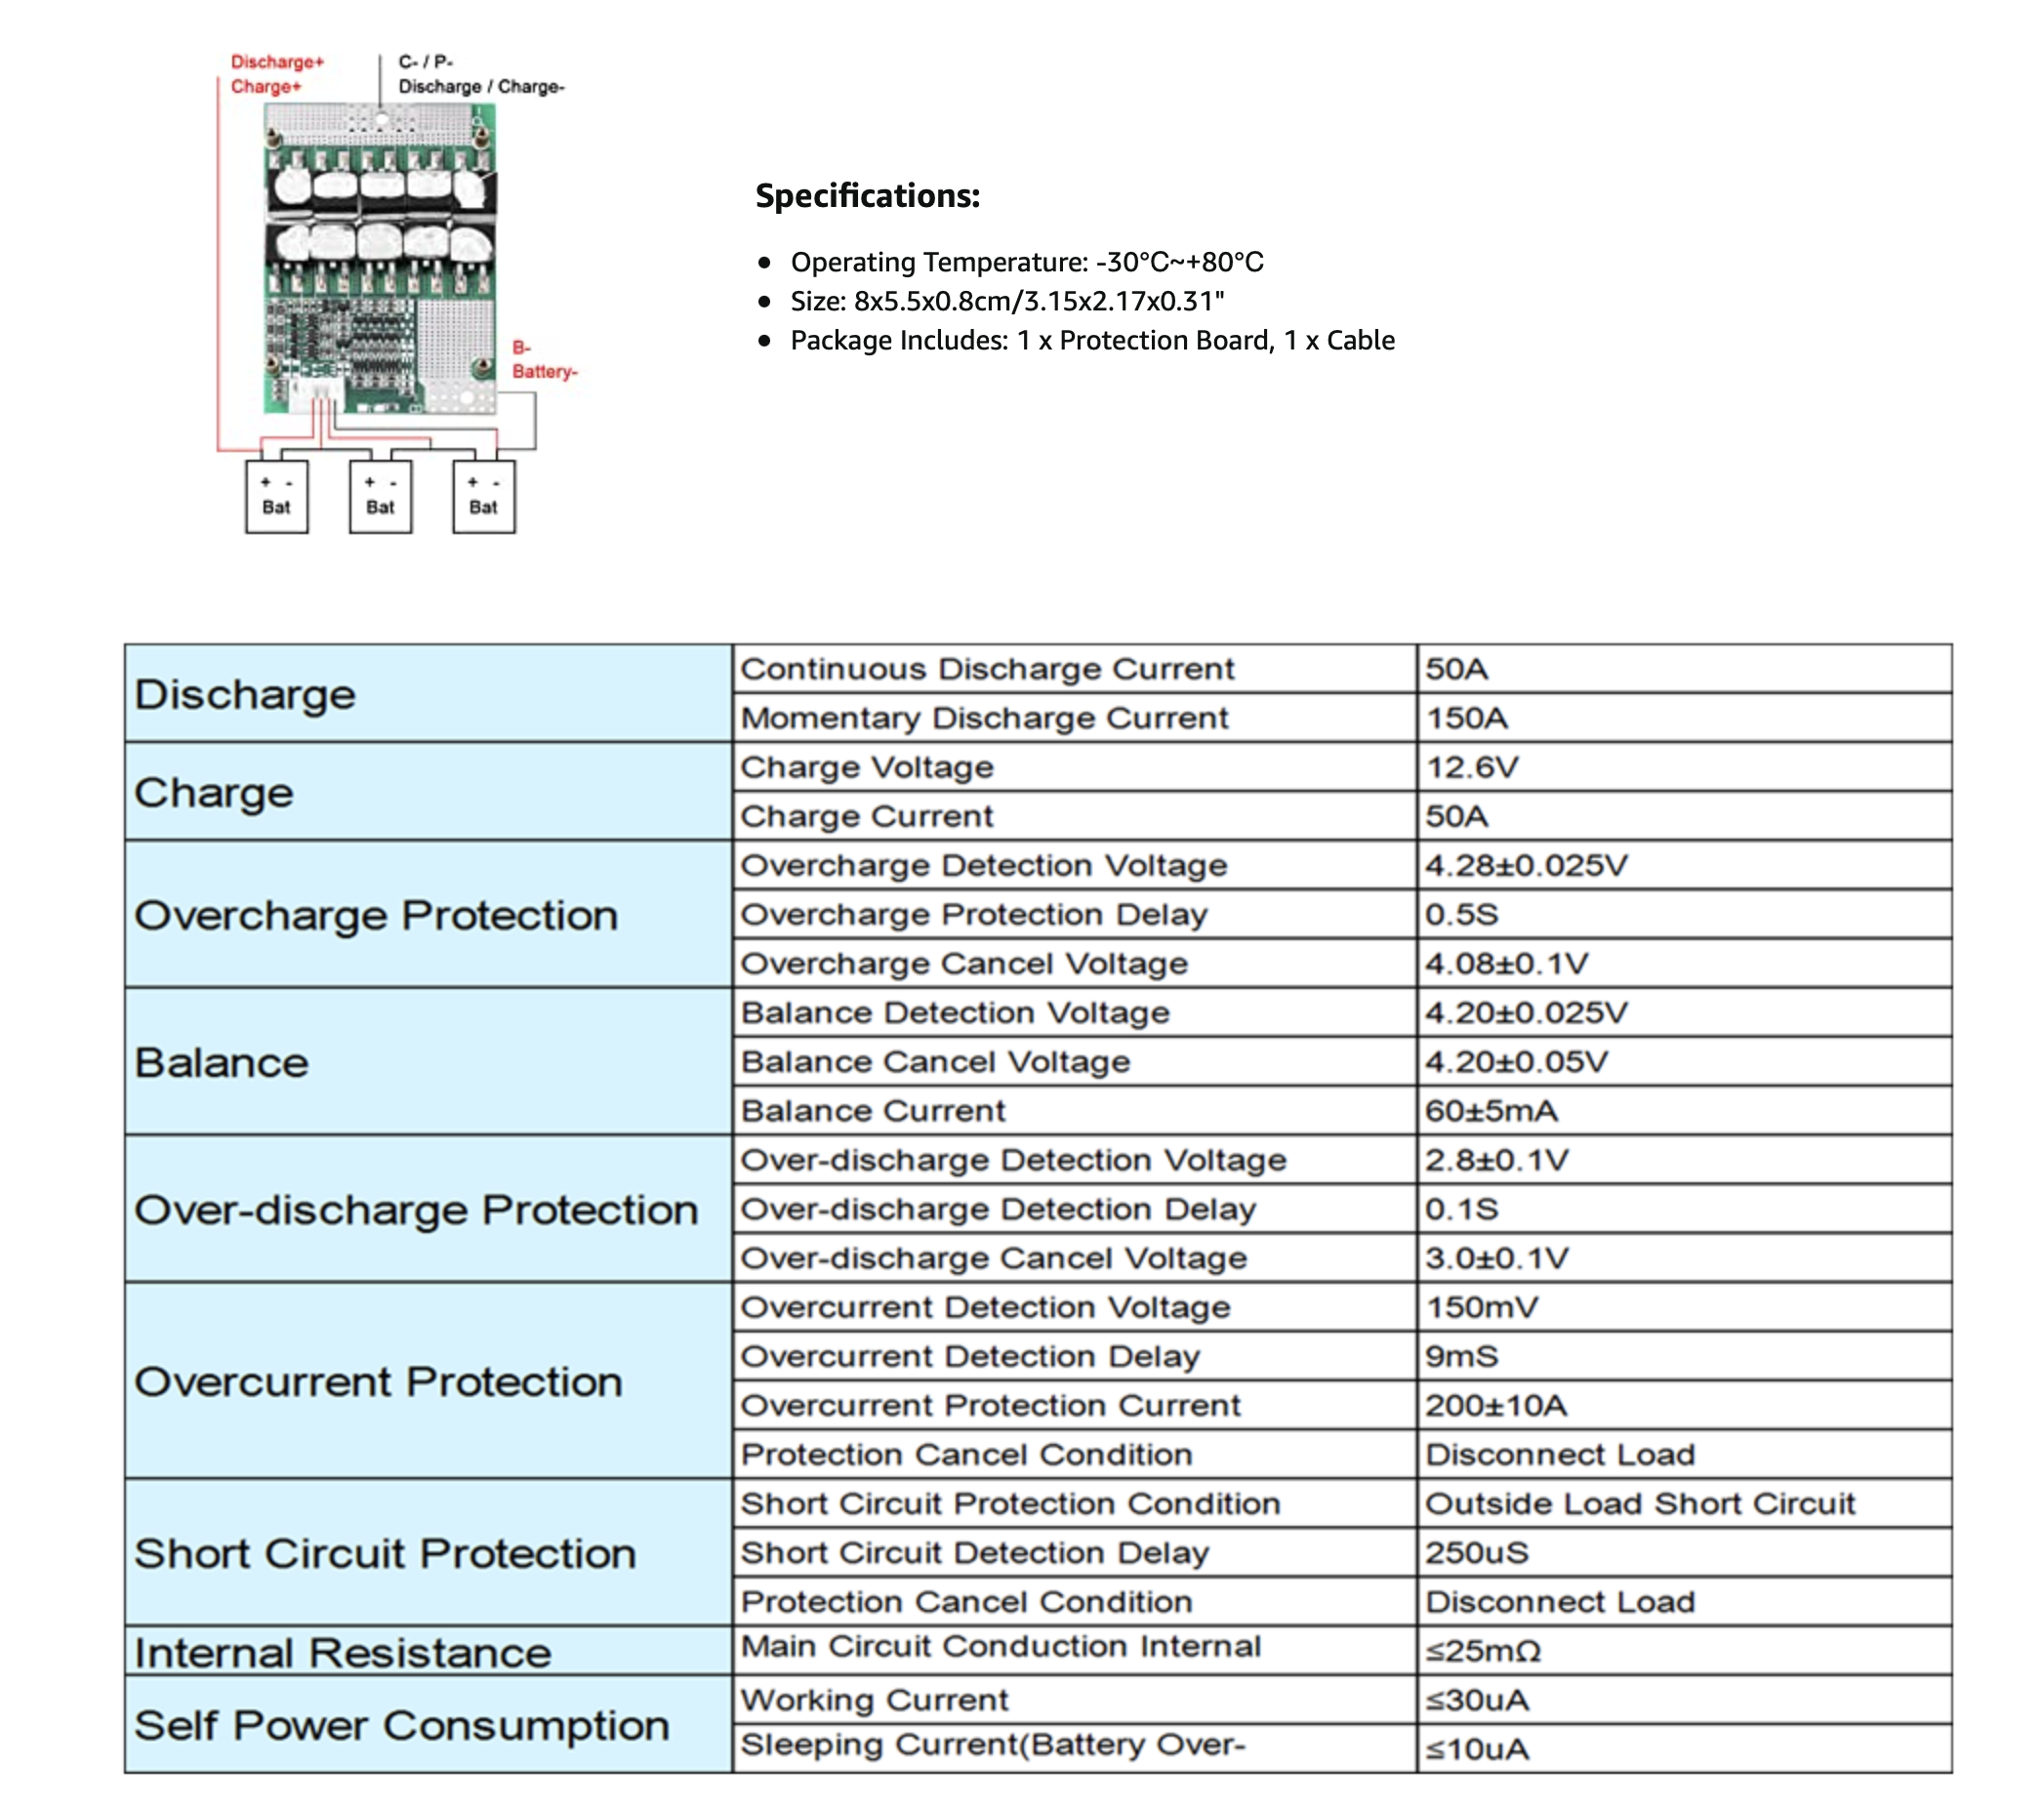 Discharge+
Charge+
C- / P-
Discharge / Charge-
B-
Battery-
+ -
Bat
+ -
Bat
+ -
Bat
Specifications:
• Operating Temperature: -30°C~+80°C
• Size: 8x5.5x0.8cm/3.15x2.17x0.31"
• Package Includes: 1 x Protection Board, 1 x Cable
Discharge
Continuous Discharge Current 50A
Momentary Discharge Current 150A
Charge
Charge Voltage 12.6V
Charge Current 50A
Overcharge Protection
Overcharge Detection Voltage 4.28±0.025V
Overcharge Protection Delay 0.5S
Overcharge Cancel Voltage 4.08±0.1V
Balance
Balance Detection Voltage 4.20±0.025V
Balance Cancel Voltage 4.20±0.05V
Balance Current 60±5mA
Over-discharge Protection
Over-discharge Detection Voltage 2.8±0.1V
Over-discharge Detection Delay 0.1S
Over-discharge Cancel Voltage 3.0±0.1V
Overcurrent Protection
Overcurrent Detection Voltage 150mV
Overcurrent Detection Delay 9mS
Overcurrent Protection Current 200±10A
Protection Cancel Condition Disconnect Load
Short Circuit Protection
Short Circuit Protection Condition Outside Load Short Circuit
Short Circuit Detection Delay 250uS
Protection Cancel Condition Disconnect Load
Internal Resistance
Main Circuit Conduction Internal ≤25mΩ
Self Power Consumption
Working Current ≤30uA
Sleeping Current(Battery Over- ≤10uA